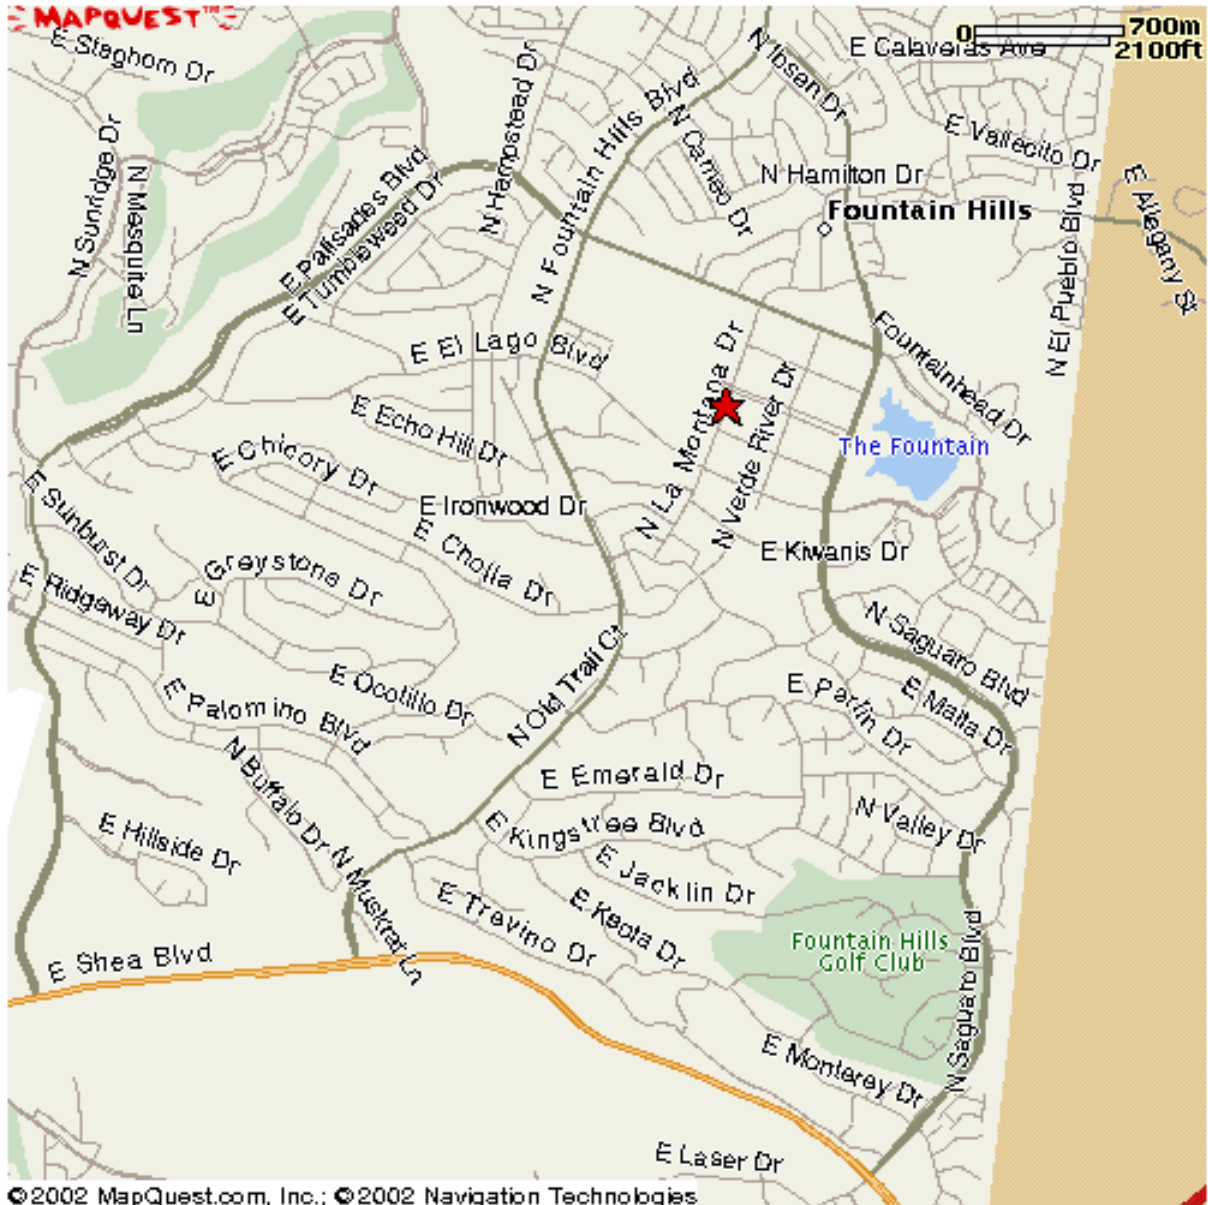 MAPQUEST™
0 700m
2100ft
E Staghorn Dr
N Hampstead Dr
N Fountain Hills Blvd
N Ibsen Dr
E Calaveras Ave
N Sunridge Dr
N Mesquite Ln
N Cameo Dr
E Vallecito Dr
N Hamilton Dr
E Allegany St
Fountain Hills
N El Pueblo Blvd
E Palisades Blvd
E Tumbleweed Dr
E El Lago Blvd
N La Montana Dr
N Verde River Dr
Fountainhead Dr
E Echo Hill Dr
The Fountain
E Chicory Dr
E Ironwood Dr
E Sunburst Dr
E Cholla Dr
E Kiwanis Dr
E Greystone Dr
E Ridgeway Dr
N Saguaro Blvd
N Old Trail Ct
E Ocotillo Dr
E Parlin Dr
E Malta Dr
E Palomino Blvd
N Buffalo Dr
E Emerald Dr
E Kingstree Blvd
N Valley Dr
E Hillside Dr
N Muskrat Ln
E Jacklin Dr
E Trevino Dr
E Keota Dr
Fountain Hills
Golf Club
N Saguaro Blvd
E Shea Blvd
E Monterey Dr
E Laser Dr
©2002 MapQuest.com, Inc.; ©2002 Navigation Technologies